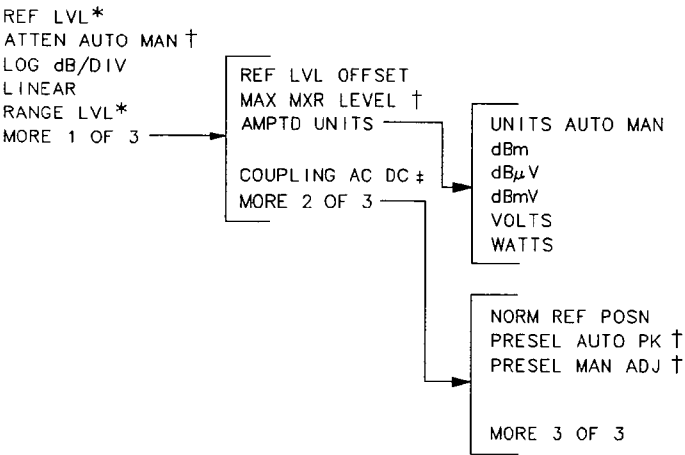 REF LVL*
ATTEN AUTO MAN †
LOG dB/DIV
LINEAR
RANGE LVL*
MORE 1 OF 3
REF LVL OFFSET
MAX MXR LEVEL †
AMPTD UNITS
COUPLING AC DC ‡
MORE 2 OF 3
UNITS AUTO MAN
dBm
dBμV
dBmV
VOLTS
WATTS
NORM REF POSN
PRESEL AUTO PK †
PRESEL MAN ADJ †
MORE 3 OF 3